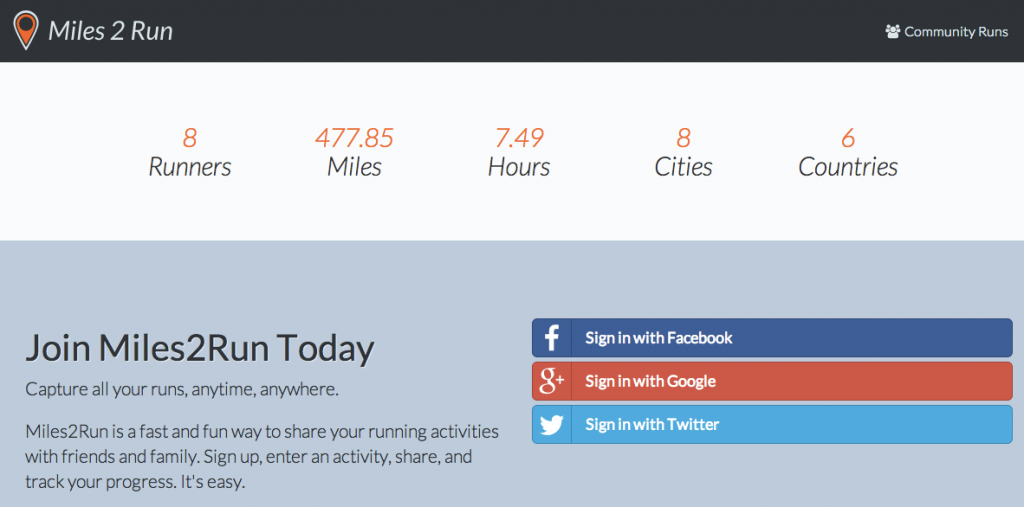 Miles 2 Run
Community Runs
8 477.85 7.49 8 6
Runners Miles Hours Cities Countries
Join Miles2Run Today
Capture all your runs, anytime, anywhere.
Miles2Run is a fast and fun way to share your running activities
with friends and family. Sign up, enter an activity, share, and
track your progress. It's easy.
Sign in with Facebook
Sign in with Google
Sign in with Twitter